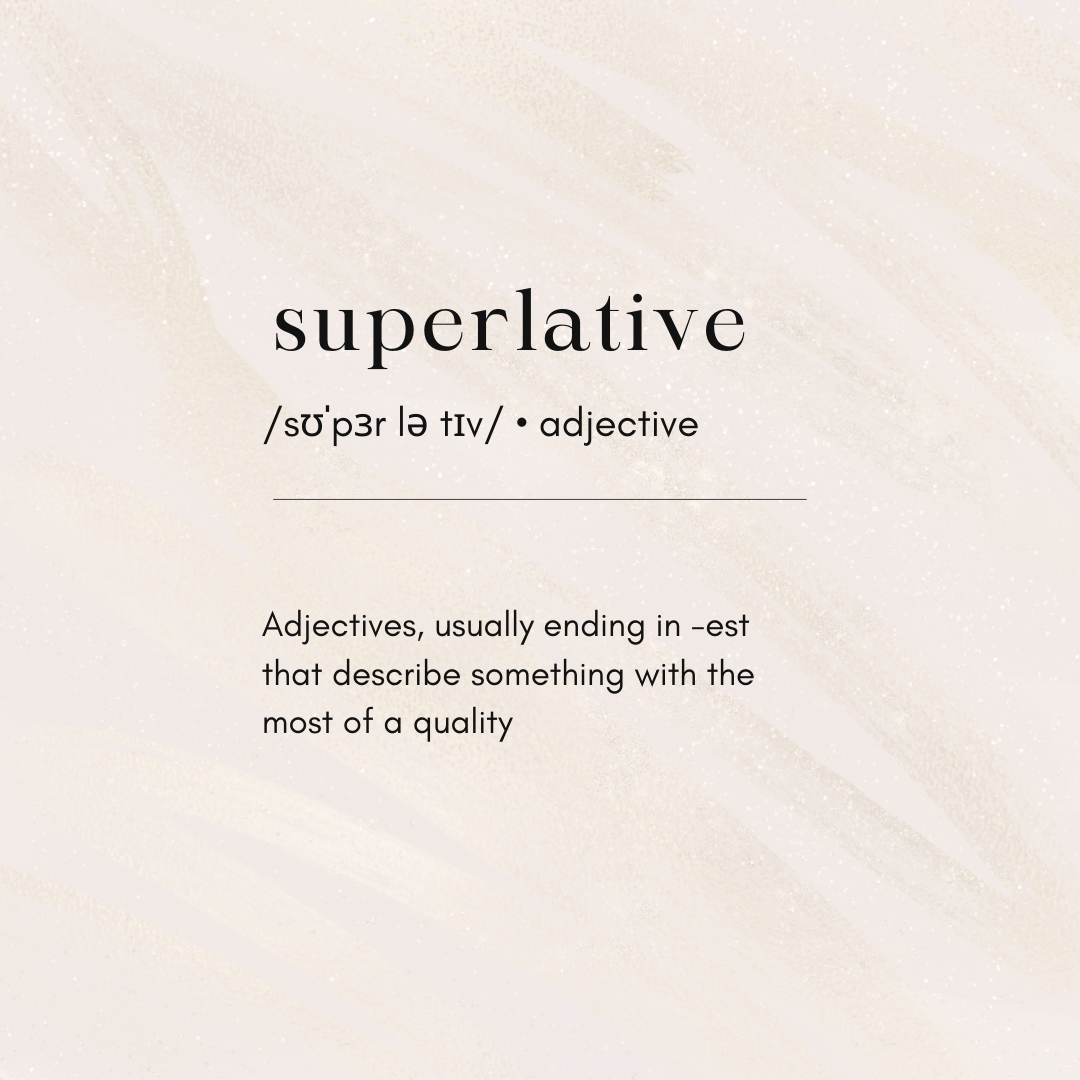 superlative
/sʊˈpɜr lə tɪv/ • adjective
Adjectives, usually ending in -est
that describe something with the
most of a quality